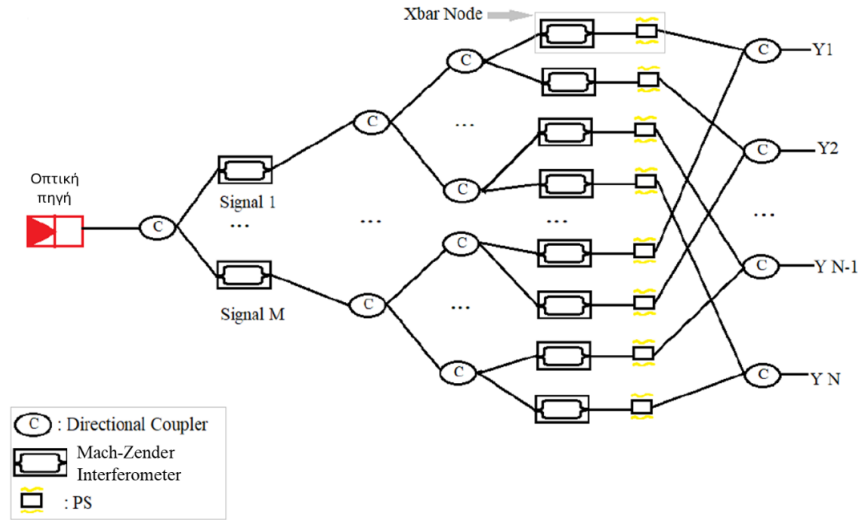 Xbar Node
C
Y1
C
C
...
C
Y2
Οπτική
πηγή
Signal 1
C
...
C
...
...
...
C
C
Y N-1
Signal M
C
...
C
C
Y N
C : Directional Coupler
Mach-Zender
Interferometer
: PS